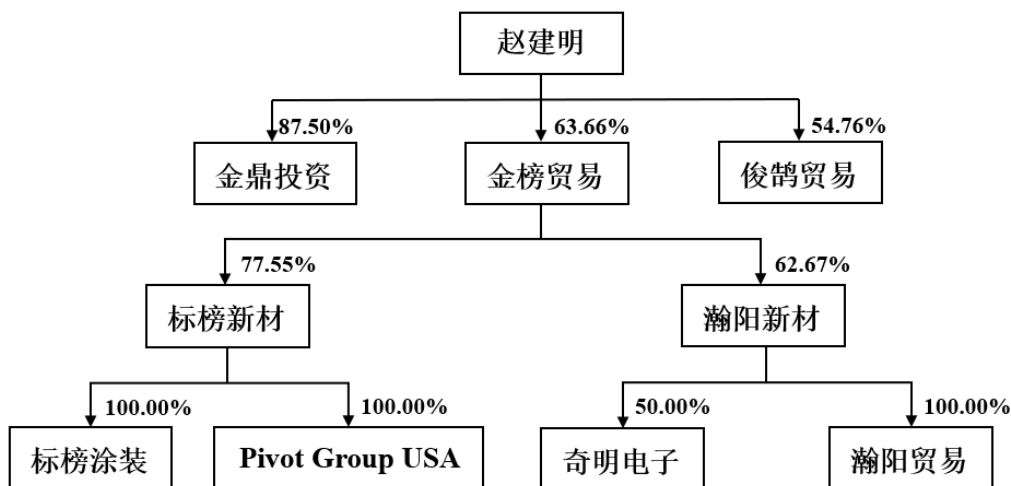 赵建明
87.50%
63.66%
54.76%
金鼎投资
金榜贸易
俊鹄贸易
77.55%
62.67%
标榜新材
瀚阳新材
100.00%
100.00%
50.00%
100.00%
标榜涂装
Pivot Group USA
奇明电子
瀚阳贸易